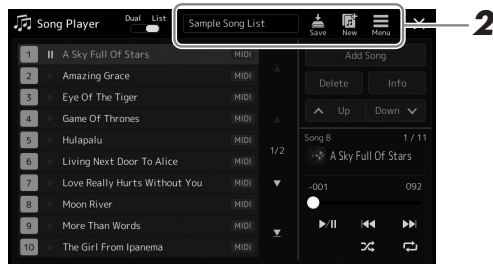 Song Player Dual List Sample Song List Save New Menu 2
1 A Sky Full Of Stars MIDI
2 Amazing Grace MIDI
3 Eye Of The Tiger MIDI
4 Game Of Thrones MIDI
5 Hulapalu MIDI
6 Living Next Door To Alice MIDI
7 Love Really Hurts Without You MIDI
8 Moon River MIDI
9 More Than Words MIDI
10 The Girl From Ipanema MIDI
1/2
Add Song
Delete Info
Up Down
Song B 1 / 11
A Sky Full Of Stars
-001 092